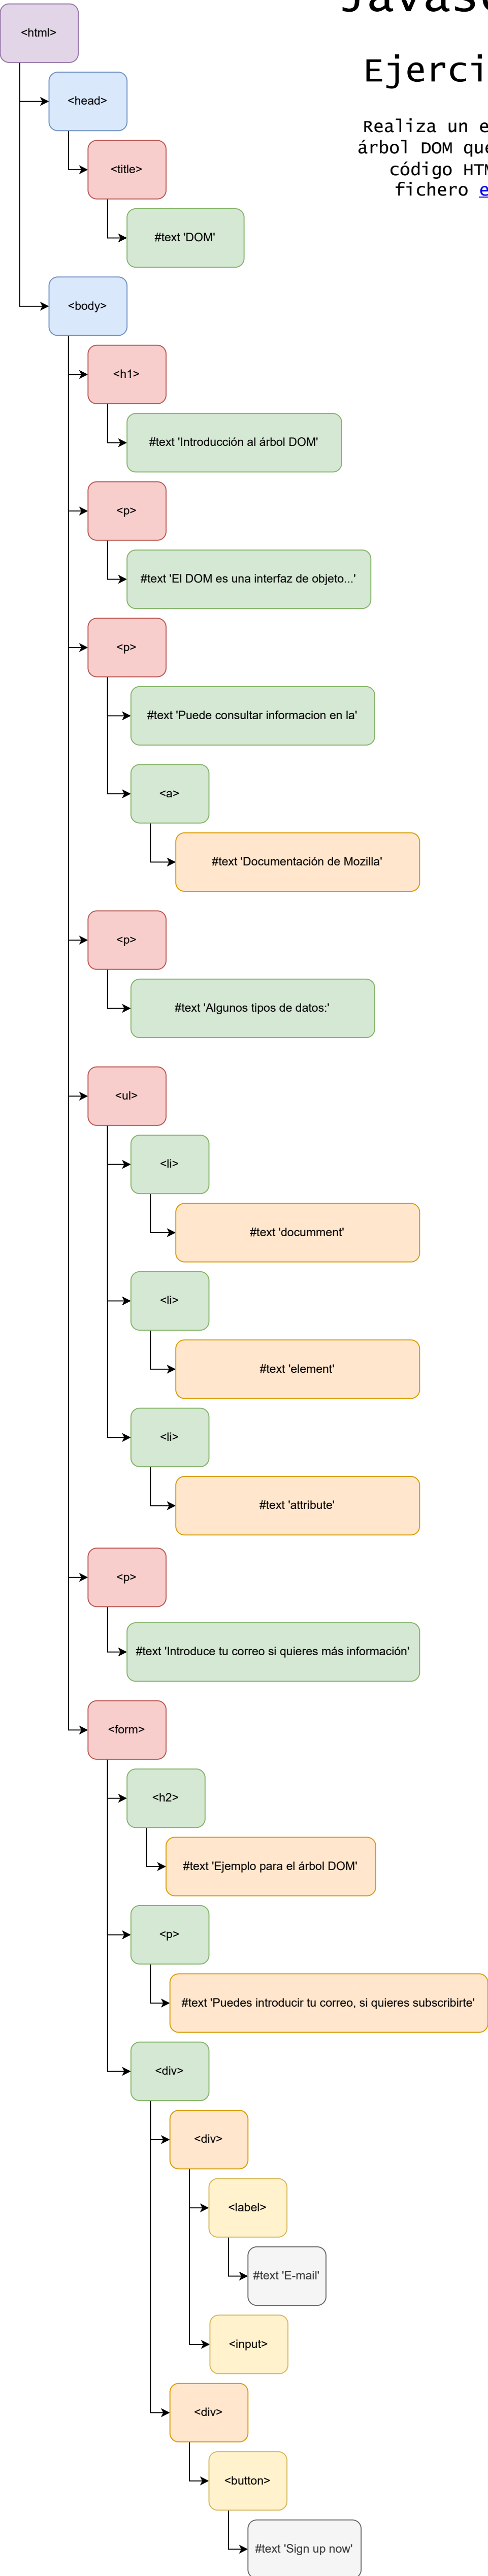 Javasc
<html>
Ejerci
<head>
Realiza un e
árbol DOM que
<title>
código HTM
fichero e
#text 'DOM'
<body>
<h1>
#text 'Introducción al árbol DOM'
<p>
#text 'El DOM es una interfaz de objeto...'
<p>
#text 'Puede consultar informacion en la'
<a>
#text 'Documentación de Mozilla'
<p>
#text 'Algunos tipos de datos:'
<ul>
<li>
#text 'documment'
<li>
#text 'element'
<li>
#text 'attribute'
<p>
#text 'Introduce tu correo si quieres más información'
<form>
<h2>
#text 'Ejemplo para el árbol DOM'
<p>
#text 'Puedes introducir tu correo, si quieres subscribirte'
<div>
<div>
<label>
#text 'E-mail'
<input>
<div>
<button>
#text 'Sign up now'